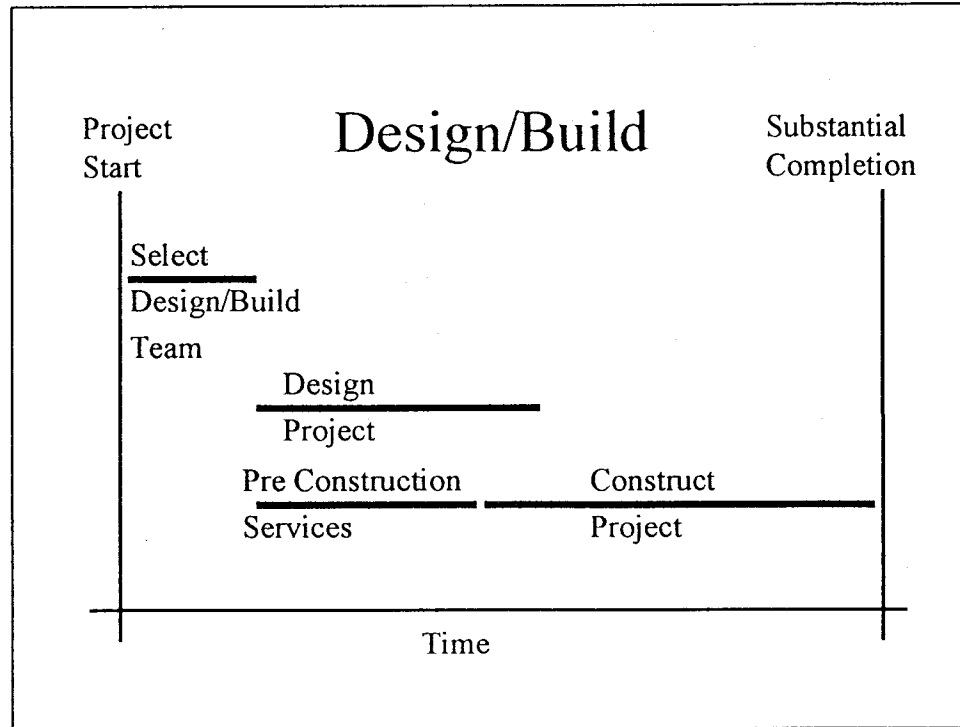 Design/Build
Project
Start
Substantial
Completion
Select
Design/Build
Team
Design
Project
Pre Construction
Services
Construct
Project
Time